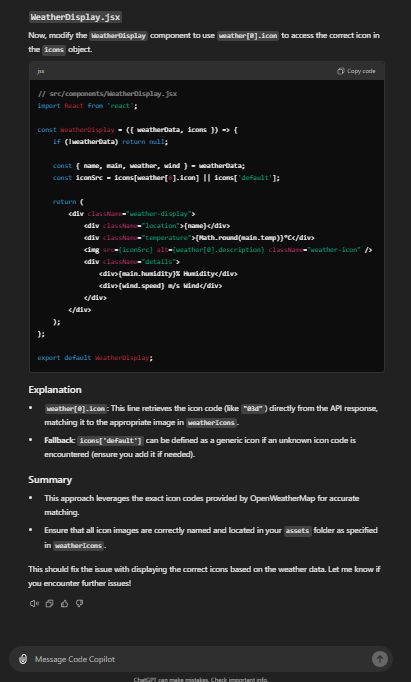 WeatherDisplay.jsx
Now, modify the WeatherDisplay component to use weather[0].icon to access the correct icon in
the icons object.
jsx
Copy code
// src/components/WeatherDisplay.jsx
import React from 'react';
const WeatherDisplay = ({ weatherData, icons }) => {
if (!weatherData) return null;
const { name, main, weather, wind } = weatherData;
const iconSrc = icons[weather[0].icon] || icons['default'];
return (
<div className="weather-display">
<div className="location">{name}</div>
<div className="temperature">{Math.round(main.temp)}°C</div>
<img src={iconSrc} alt={weather[0].description} className="weather-icon" />
<div className="details">
<div>{main.humidity}% Humidity</div>
<div>{wind.speed} m/s Wind</div>
</div>
</div>
);
};
export default WeatherDisplay;
Explanation
• weather[0].icon: This line retrieves the icon code (like "03d") directly from the API response,
matching it to the appropriate image in weatherIcons.
• Fallback: icons['default'] can be defined as a generic icon if an unknown icon code is
encountered (ensure you add it if needed).
Summary
• This approach leverages the exact icon codes provided by OpenWeatherMap for accurate
matching.
• Ensure that all icon images are correctly named and located in your assets folder as specified
in weatherIcons.
This should fix the issue with displaying the correct icons based on the weather data. Let me know if
you encounter further issues!
Message Code Copilot
ChatGPT can make mistakes. Check important info.